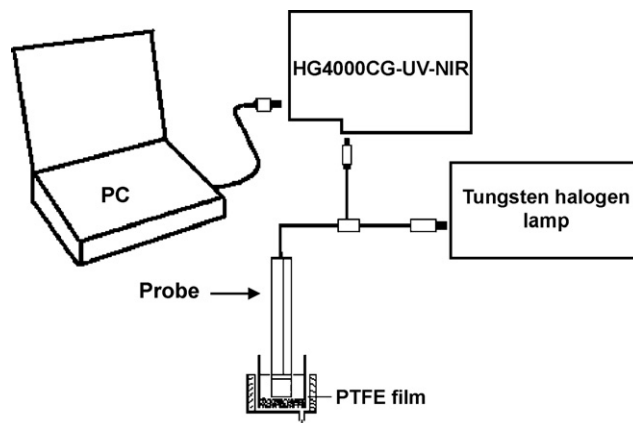 HG4000CG-UV-NIR
PC
Tungsten halogen
lamp
Probe
PTFE film